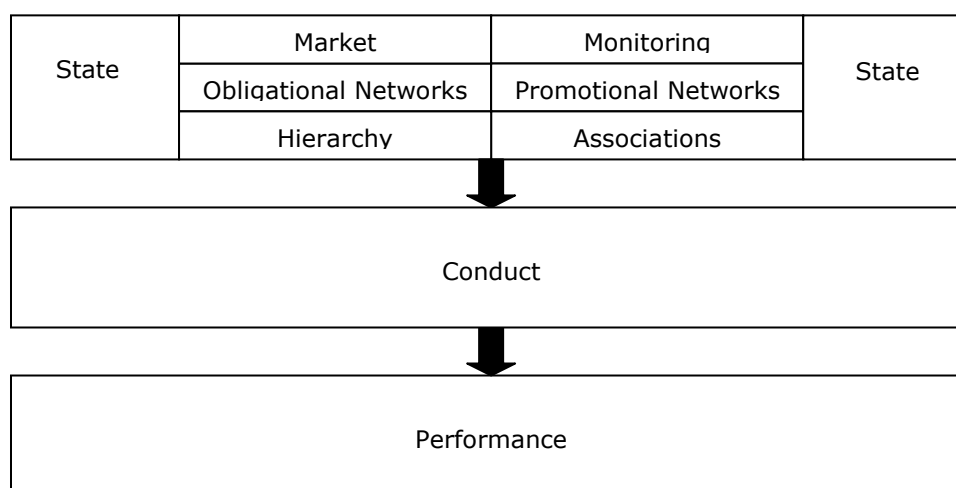 State
Market
Monitoring
State
Obligational Networks
Promotional Networks
Hierarchy
Associations
Conduct
Performance